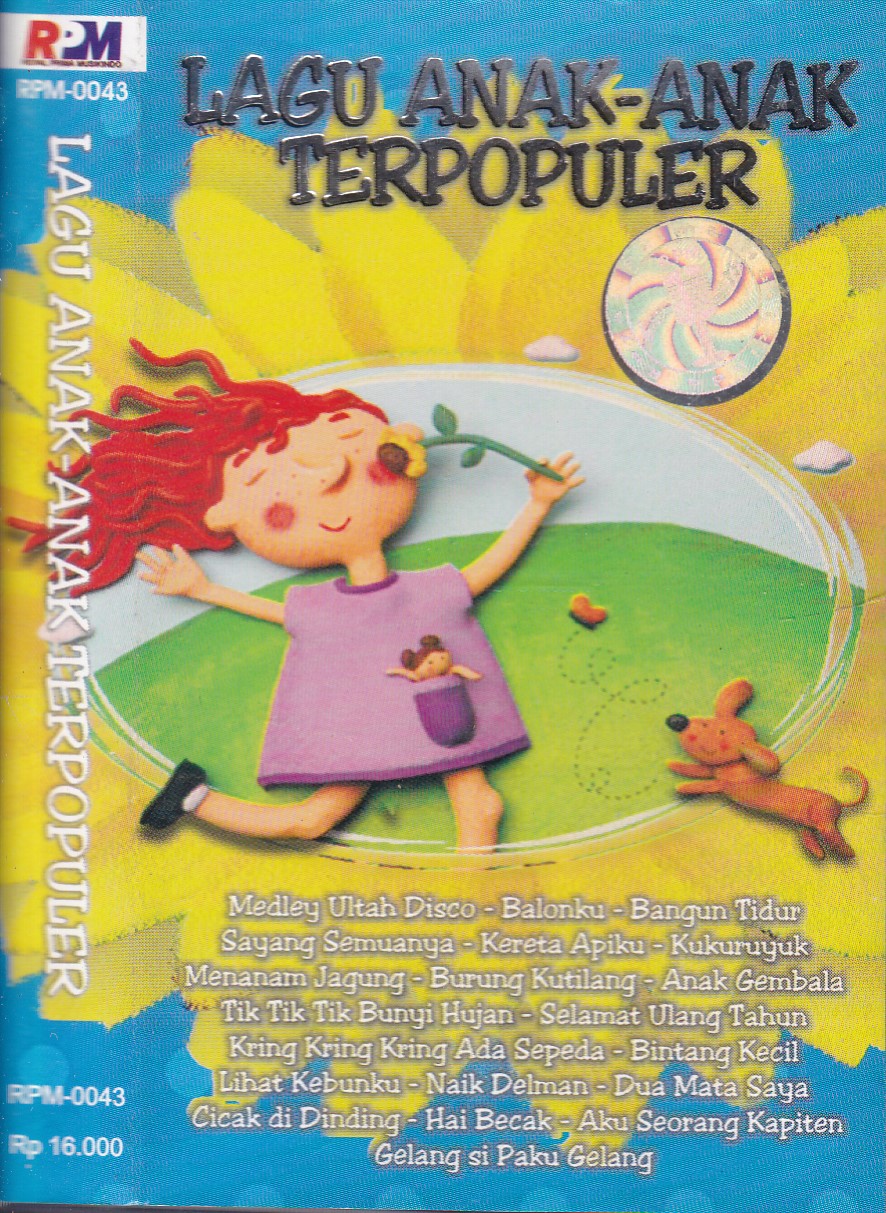 RPM
ROYAL PRIMA MUSIKINDO
RPM-0043
LAGU ANAK-ANAK TERPOPULER
RPM-0043
Rp 16.000
LAGU ANAK-ANAK
TERPOPULER
Medley Ultah Disco - Balonku - Bangun Tidur
Sayang Semuanya - Kereta Apiku - Kukuruyuk
Menanam Jagung - Burung Kutilang - Anak Gembala
Tik Tik Tik Bunyi Hujan - Selamat Ulang Tahun
Kring Kring Kring Ada Sepeda - Bintang Kecil
Lihat Kebunku - Naik Delman - Dua Mata Saya
Cicak di Dinding - Hai Becak - Aku Seorang Kapiten
Gelang si Paku Gelang